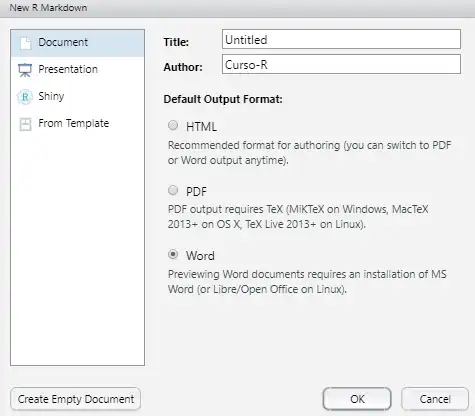 New R Markdown
Document
Presentation
Shiny
From Template
Title:
Untitled
Author:
Curso-R
Default Output Format:
HTML
Recommended format for authoring (you can switch to PDF
or Word output anytime).
PDF
PDF output requires TeX (MiKTeX on Windows, MacTeX
2013+ on OS X, TeX Live 2013+ on Linux).
Word
Previewing Word documents requires an installation of MS
Word (or Libre/Open Office on Linux).
Create Empty Document
OK
Cancel